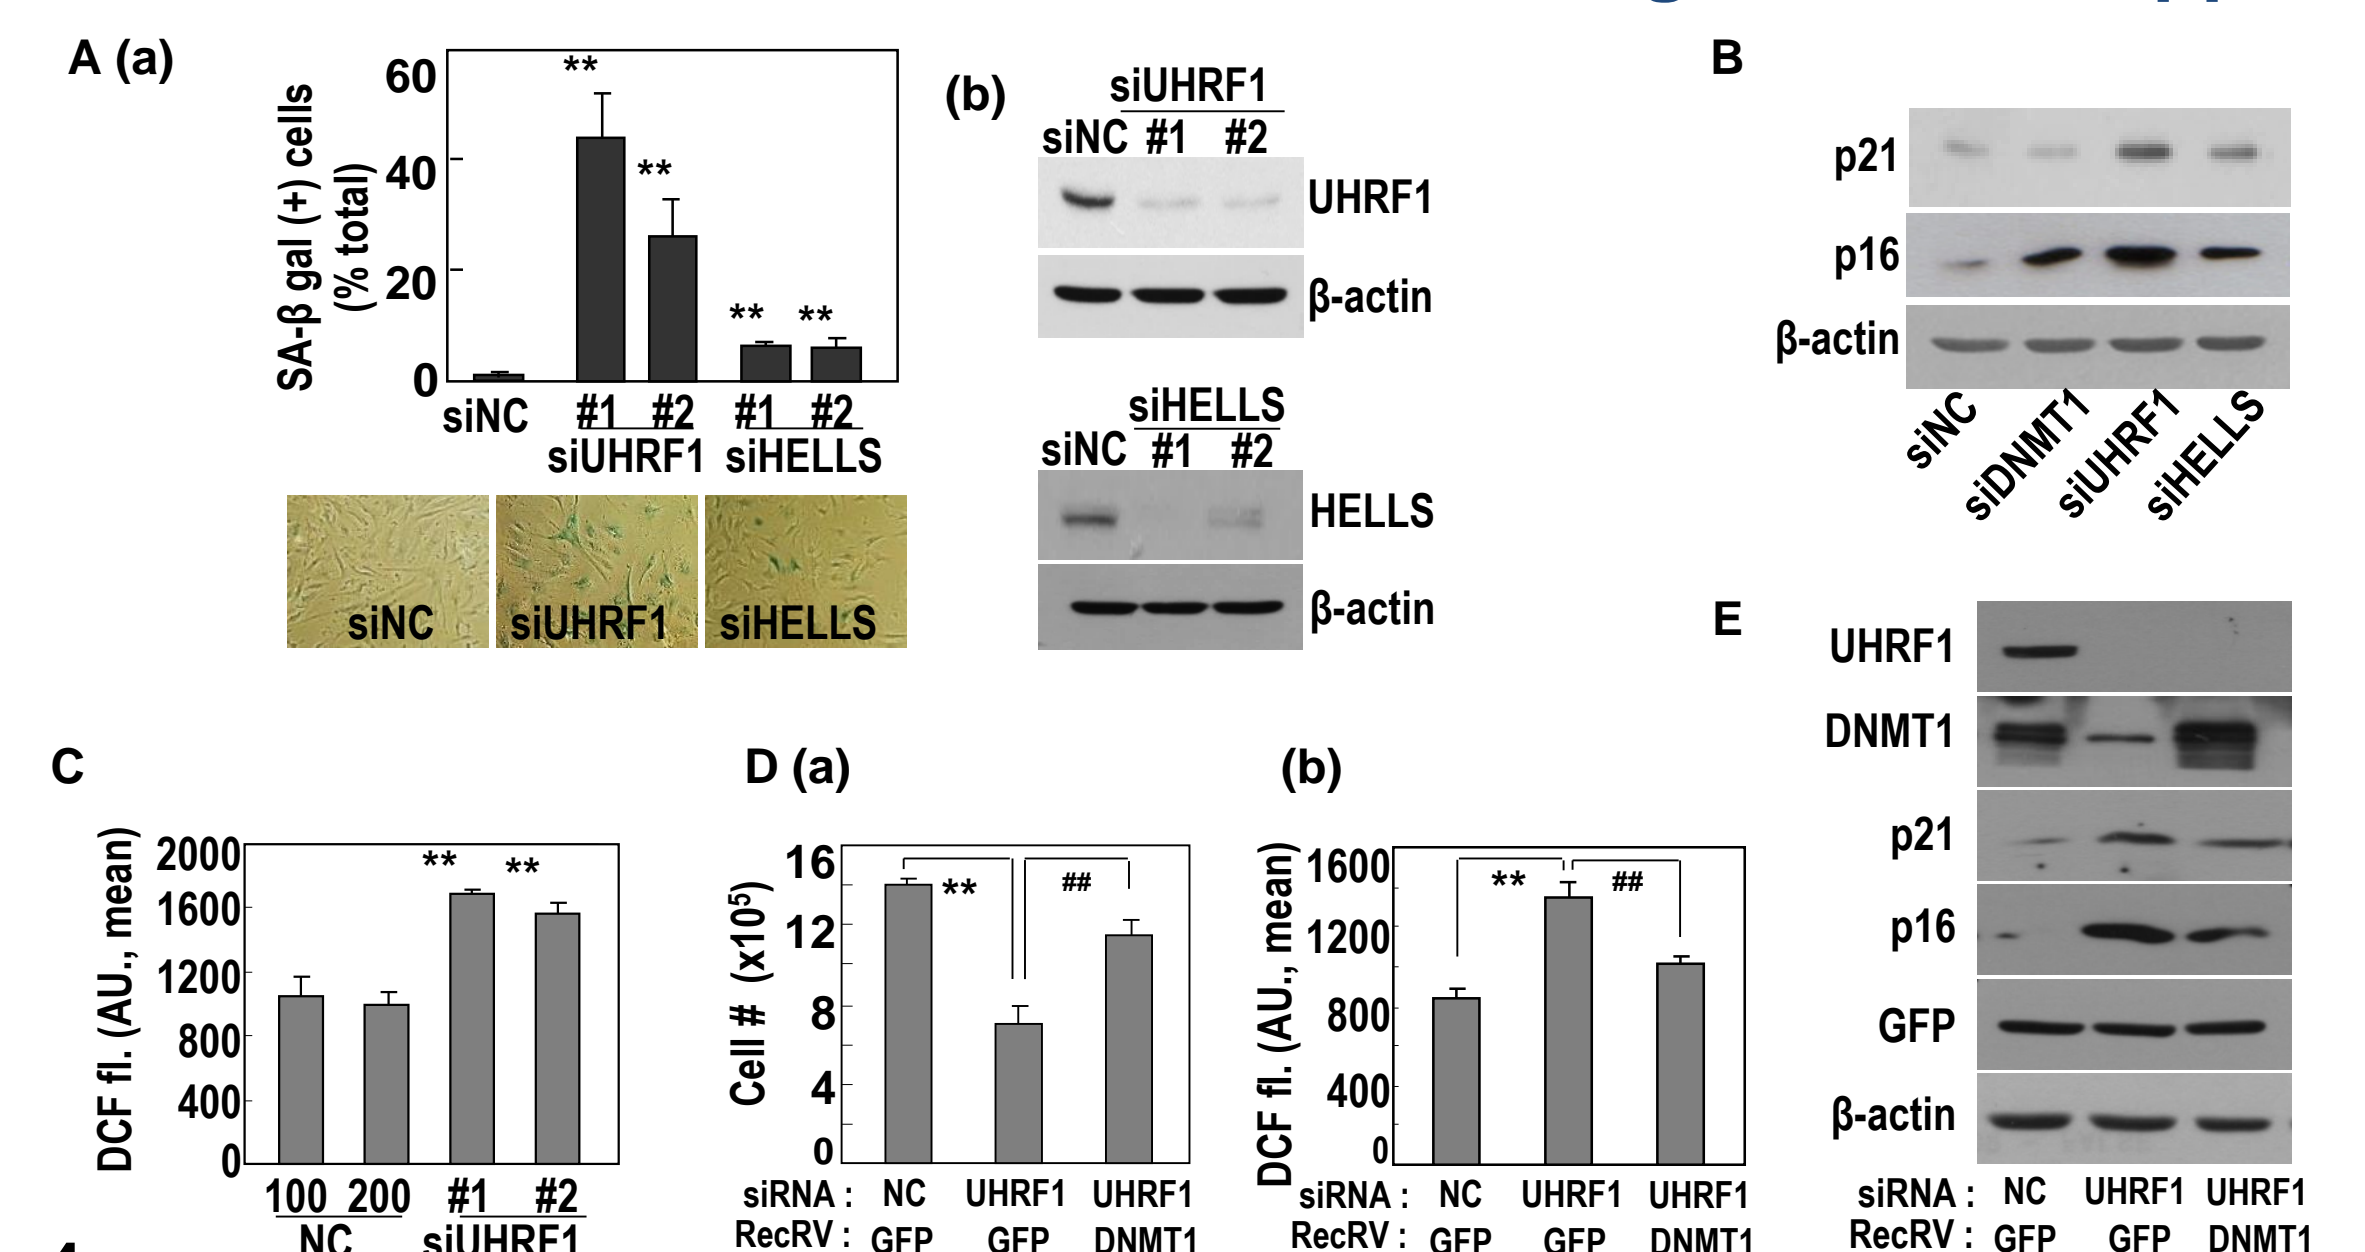 A (a)
SA-β gal (+) cells
(% total)
60
40
20
0
**
**
**
**
siNC
#1
#2
#1
#2
siUHRF1
siHELLS
siNC
siUHRF1
siHELLS
(b)
siUHRF1
siNC #1 #2
UHRF1
β-actin
siHELLS
siNC #1 #2
HELLS
β-actin
B
p21
p16
β-actin
siNC
siDNMT1
siUHRF1
siHELLS
C
DCF fl. (AU., mean)
2000
1600
1200
800
400
0
**
**
100 200 #1 #2
NC siUHRF1
D (a)
Cell # (x10⁵)
16
12
8
4
0
**
##
siRNA : NC UHRF1 UHRF1
RecRV : GFP GFP DNMT1
(b)
DCF fl. (AU., mean)
1600
1200
800
400
0
**
##
siRNA : NC UHRF1 UHRF1
RecRV : GFP GFP DNMT1
E
UHRF1
DNMT1
p21
p16
GFP
β-actin
siRNA : NC UHRF1 UHRF1
RecRV : GFP GFP DNMT1